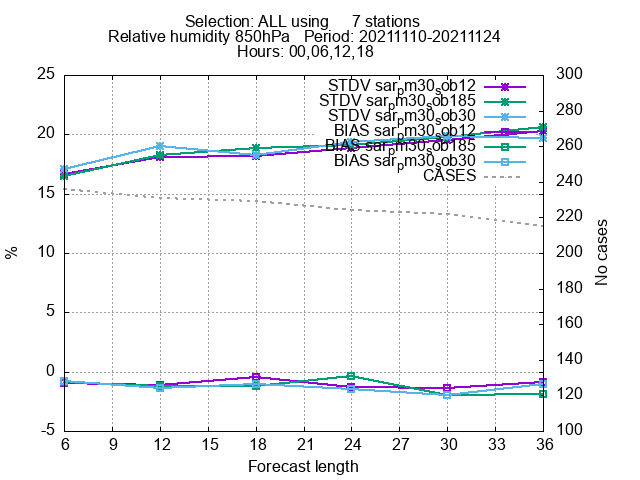 Selection: ALL using 7 stations
Relative humidity 850hPa Period: 20211110-20211124
Hours: 00,06,12,18
25 300
STDV sar_pm30_sob12
STDV sar_pm30_sob185
280
STDV sar_pm30_sob30
20 BIAS sar_pm30_sob12
260
BIAS sar_pm30_sob185
BIAS sar_pm30_sob30
CASES
240
15
220
10 200
% No cases
180
5
160
140
0
120
-5 100
6 9 12 15 18 21 24 27 30 33 36
Forecast length